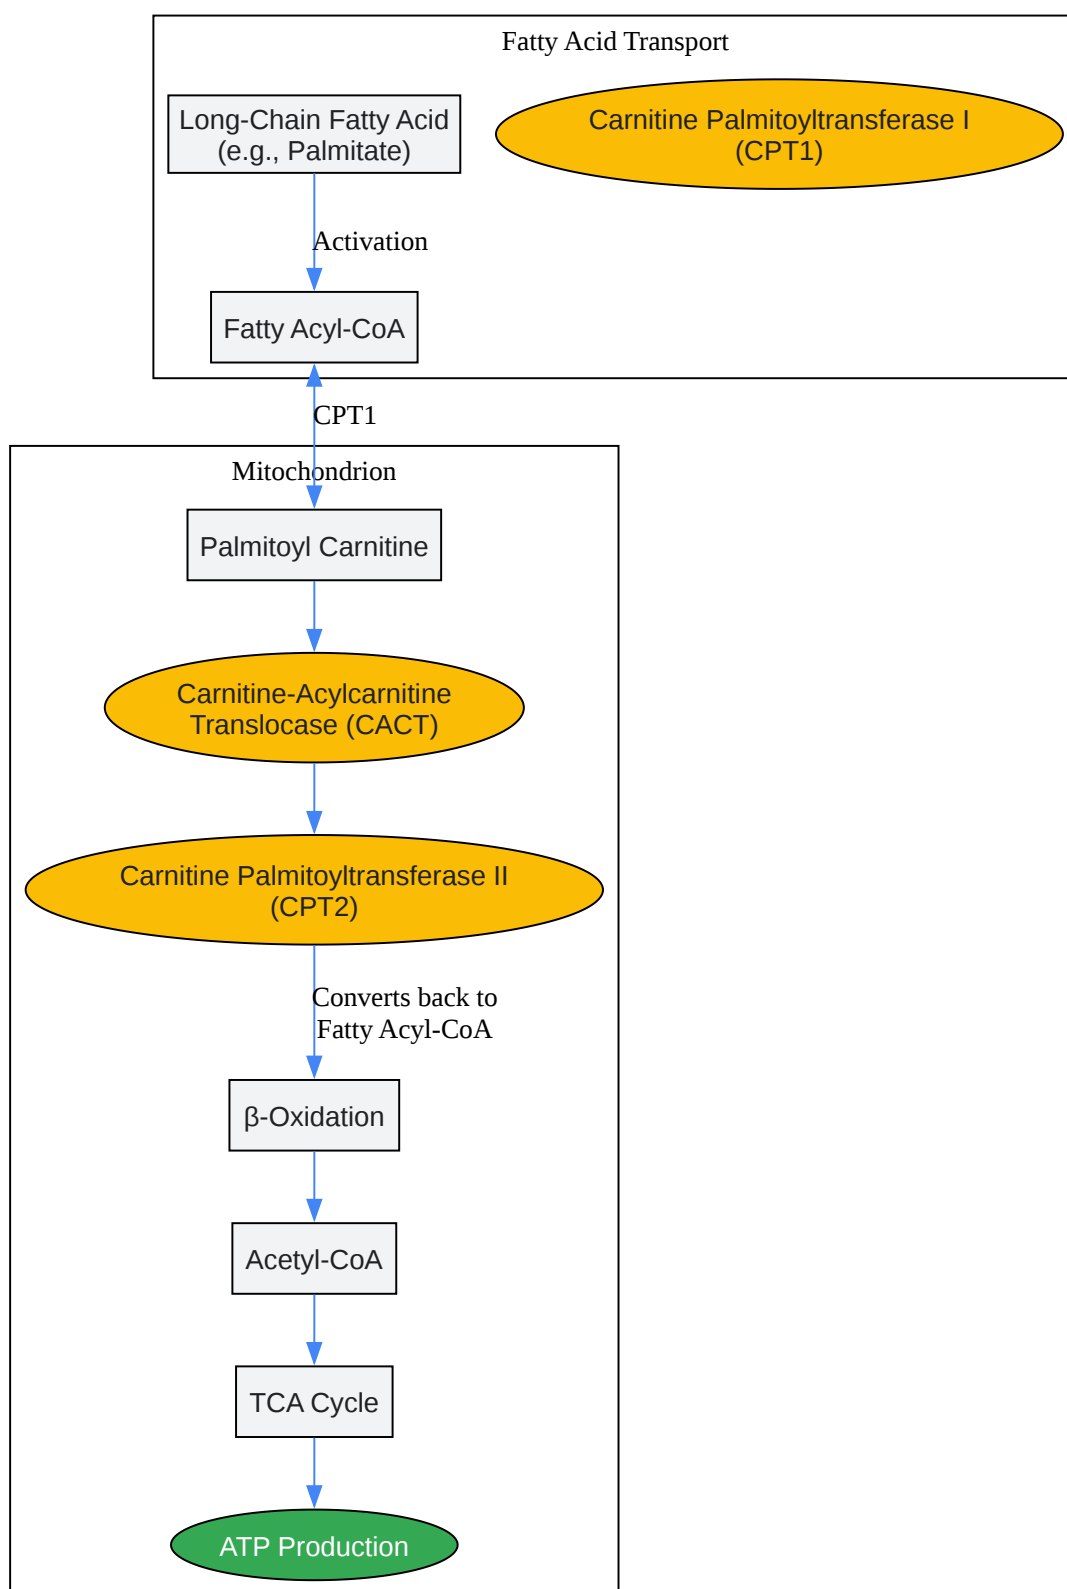 Fatty Acid Transport
Long-Chain Fatty Acid
(e.g., Palmitate)
Carnitine Palmitoyltransferase I
(CPT1)
Activation
Fatty Acyl-CoA
CPT1
Mitochondrion
Palmitoyl Carnitine
Carnitine-Acylcarnitine
Translocase (CACT)
Carnitine Palmitoyltransferase II
(CPT2)
Converts back to
Fatty Acyl-CoA
β-Oxidation
Acetyl-CoA
TCA Cycle
ATP Production